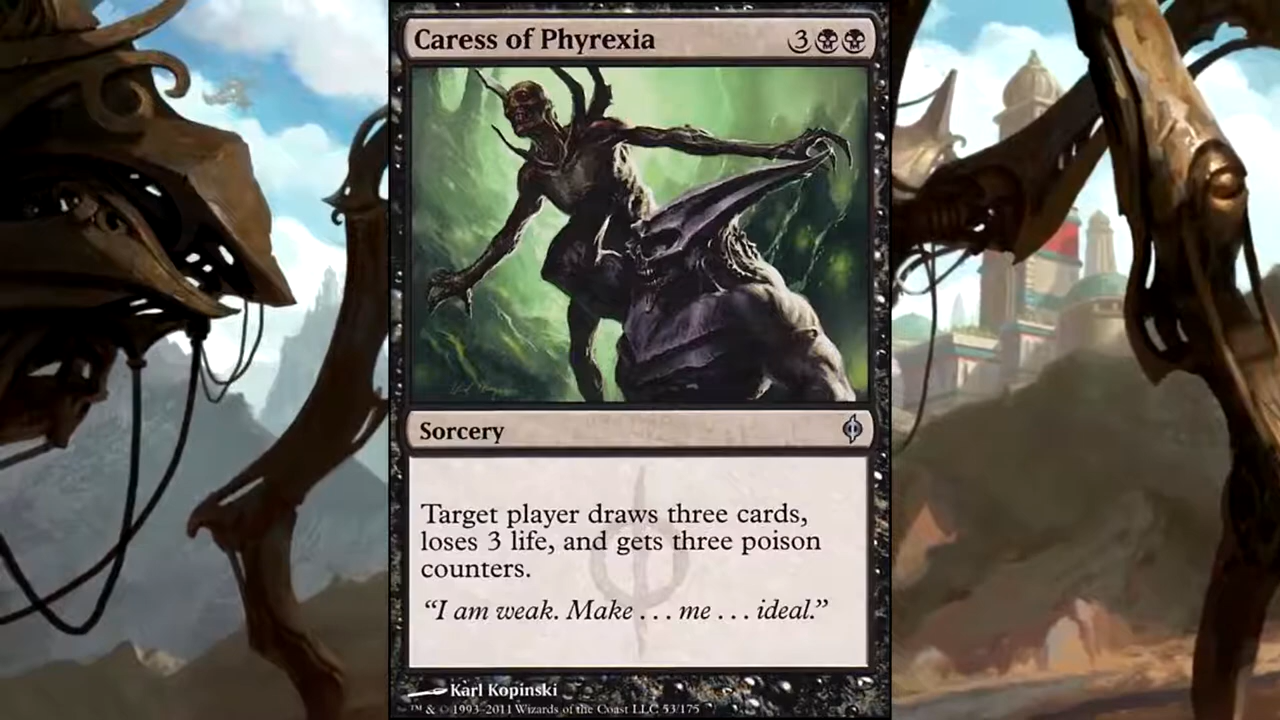 Caress of Phyrexia 3
Sorcery
Target player draws three cards,
loses 3 life, and gets three poison
counters.
“I am weak. Make . . . me . . . ideal.”
Karl Kopinski
™ & © 1993–2011 Wizards of the Coast LLC 53/175